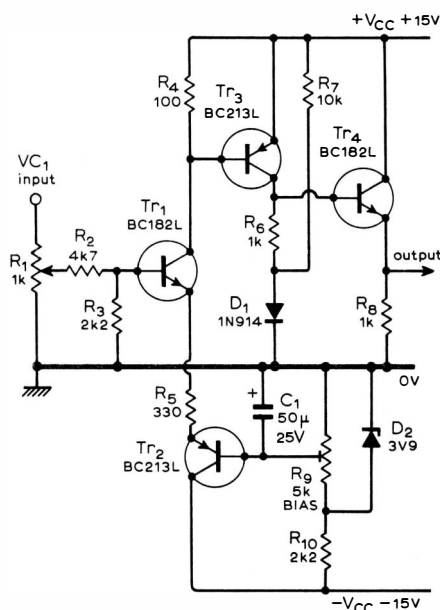 +VCC +15v
R4
100
Tr3
BC213L
R7
10k
Tr4
BC182L
VC1
input
Tr1
BC182L
R6
1k
R2
4k7
output
R1
1k
R3
2k2
D1
1N914
R8
1k
0V
R5
330
+
C1
50μ
25V
D2
3V9
Tr2
BC213L
R9
5k
BIAS
R10
2k2
−VCC −15v